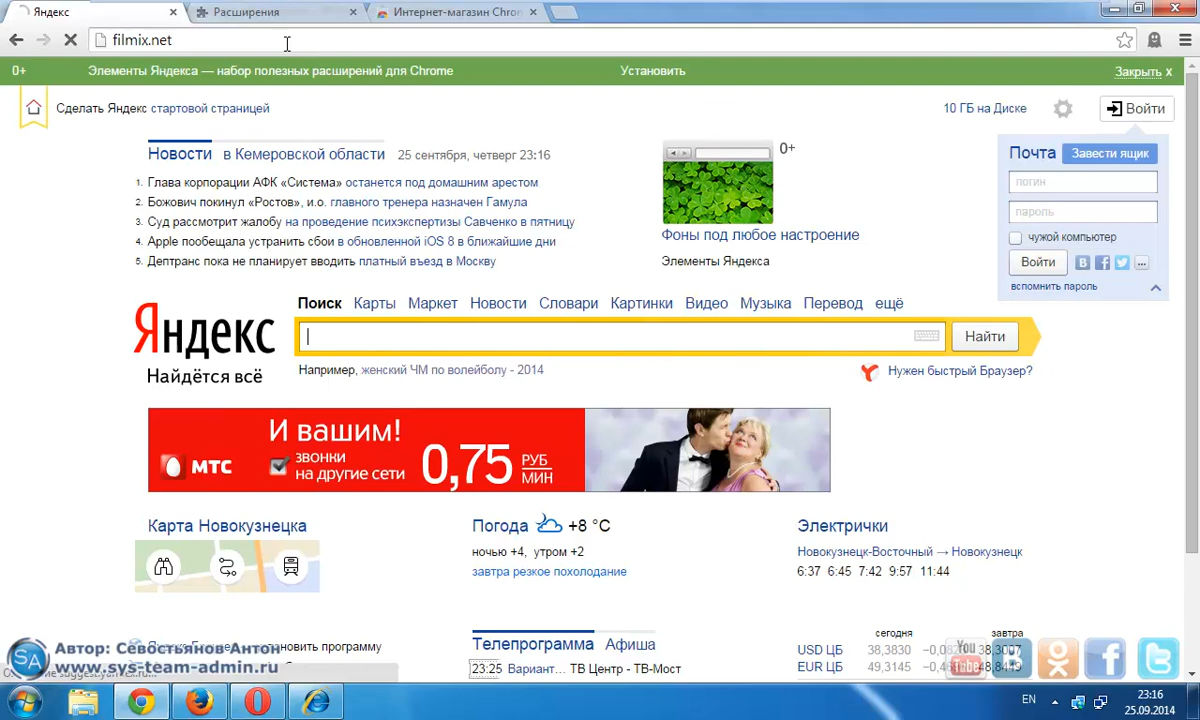 Яндекс
Расширения
Интернет-магазин Chron
filmix.net
0+
Элементы Яндекса — набор полезных расширений для Chrome
Установить
Закрыть x
Сделать Яндекс стартовой страницей
10 ГБ на Диске
Войти
Новости в Кемеровской области 25 сентября, четверг 23:16
1. Глава корпорации АФК «Система» останется под домашним арестом
2. Божович покинул «Ростов», и.о. главного тренера назначен Гамула
3. Суд рассмотрит жалобу на проведение психэкспертизы Савченко в пятницу
4. Apple пообещала устранить сбои в обновленной iOS 8 в ближайшие дни
5. Дептранс пока не планирует вводить платный въезд в Москву
0+
Фоны под любое настроение
Элементы Яндекса
Почта Завести ящик
логин
пароль
чужой компьютер
Войти
В f ...
вспомнить пароль
Поиск Карты Маркет Новости Словари Картинки Видео Музыка Перевод ещё
Яндекс
Найдётся всё
Найти
Например, женский ЧМ по волейболу - 2014
Нужен быстрый Браузер?
И вашим!
МТС
звонки
на другие сети
0,75 РУБ
МИН
Карта Новокузнецка
Погода +8 °C
ночью +4, утром +2
завтра резкое похолодание
Электрички
Новокузнецк-Восточный → Новокузнецк
6:37 6:45 7:42 9:57 11:44
Телепрограмма Афиша
23:25 Вариант... ТВ Центр - ТВ-Мост
сегодня завтра
USD ЦБ 38,3830
EUR ЦБ 49,3145
становить программу
SA
Автор: Севостьянов Антон
www.sys-team-admin.ru
You
Tube
f
EN
23:16
25.09.2014